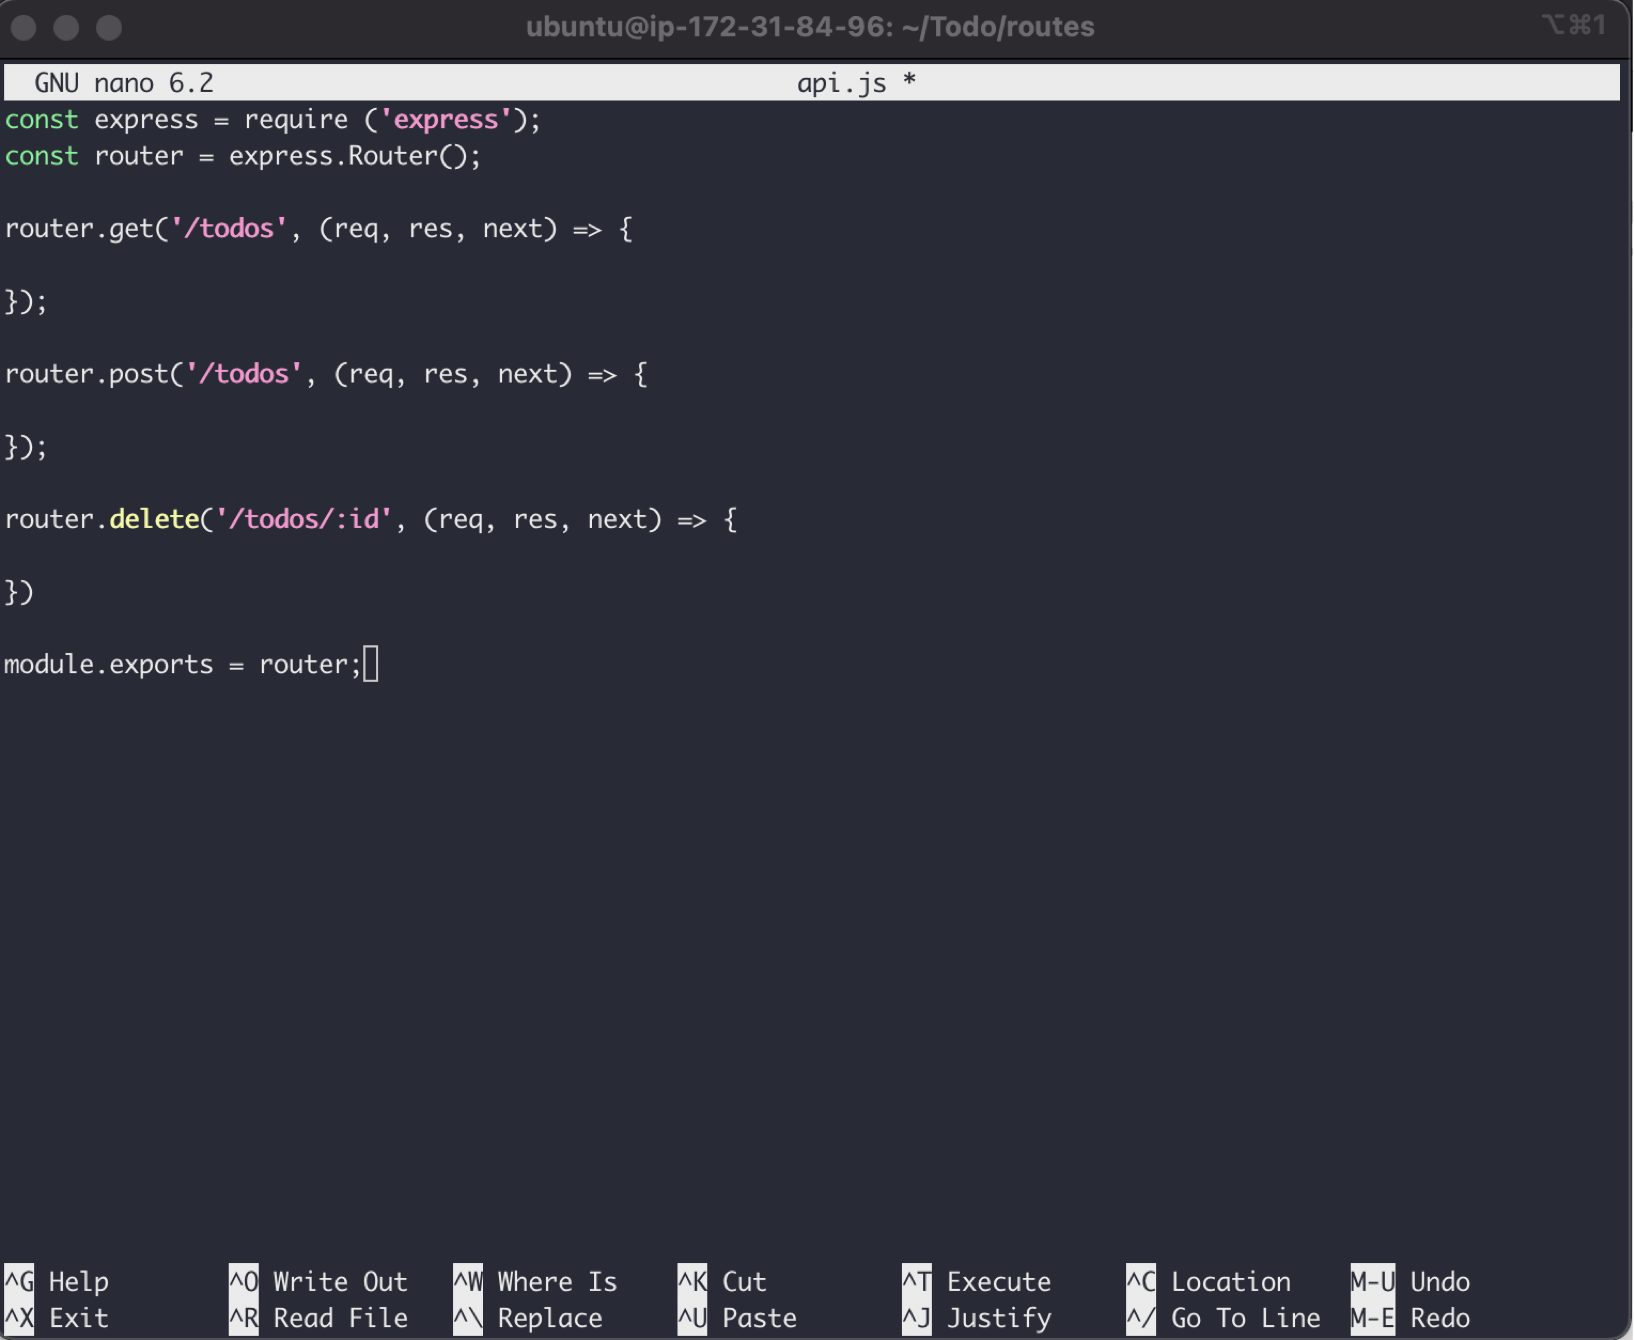 ubuntu@ip-172-31-84-96: ~/Todo/routes ⌥⌘1
GNU nano 6.2 api.js *
const express = require ('express');
const router = express.Router();
router.get('/todos', (req, res, next) => {
});
router.post('/todos', (req, res, next) => {
});
router.delete('/todos/:id', (req, res, next) => {
})
module.exports = router;
^G Help ^O Write Out ^W Where Is ^K Cut ^T Execute ^C Location M-U Undo
^X Exit ^R Read File ^\ Replace ^U Paste ^J Justify ^/ Go To Line M-E Redo